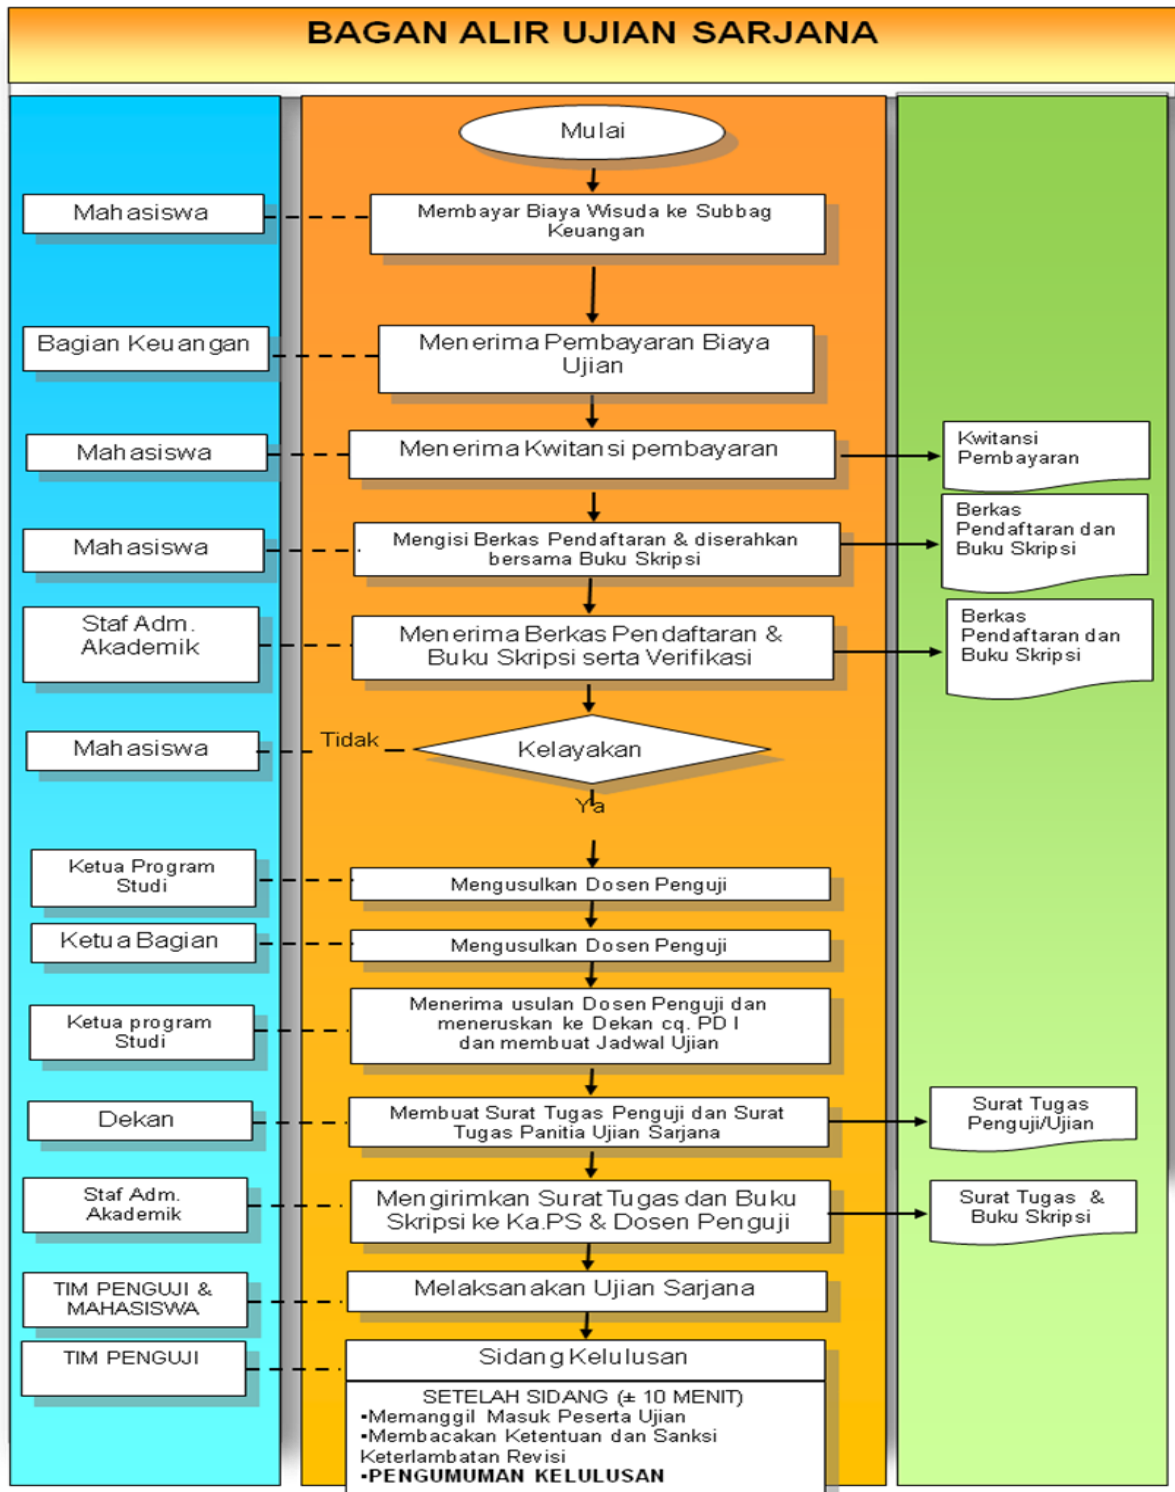 BAGAN ALIR UJIAN SARJANA
Mulai
Mahasiswa
Membayar Biaya Wisuda ke Subbag
Keuangan
Bagian Keuangan
Menerima Pembayaran Biaya
Ujian
Mahasiswa
Menerima Kwitansi pembayaran
Kwitansi
Pembayaran
Mahasiswa
Mengisi Berkas Pendaftaran & diserahkan
bersama Buku Skripsi
Berkas
Pendaftaran dan
Buku Skripsi
Staf Adm.
Akademik
Menerima Berkas Pendaftaran &
Buku Skripsi serta Verifikasi
Berkas
Pendaftaran dan
Buku Skripsi
Mahasiswa
Tidak
Kelayakan
Ya
Ketua Program
Studi
Mengusulkan Dosen Penguji
Ketua Bagian
Mengusulkan Dosen Penguji
Ketua program
Studi
Menerima usulan Dosen Penguji dan
meneruskan ke Dekan cq. PD I
dan membuat Jadwal Ujian
Dekan
Membuat Surat Tugas Penguji dan Surat
Tugas Panitia Ujian Sarjana
Surat Tugas
Penguji/Ujian
Staf Adm.
Akademik
Mengirimkan Surat Tugas dan Buku
Skripsi ke Ka.PS & Dosen Penguji
Surat Tugas &
Buku Skripsi
TIM PENGUJI &
MAHASISWA
Melaksanakan Ujian Sarjana
TIM PENGUJI
Sidang Kelulusan
SETELAH SIDANG (± 10 MENIT)
•Memanggil Masuk Peserta Ujian
•Membacakan Ketentuan dan Sanksi
Keterlambatan Revisi
•PENGUMUMAN KELULUSAN